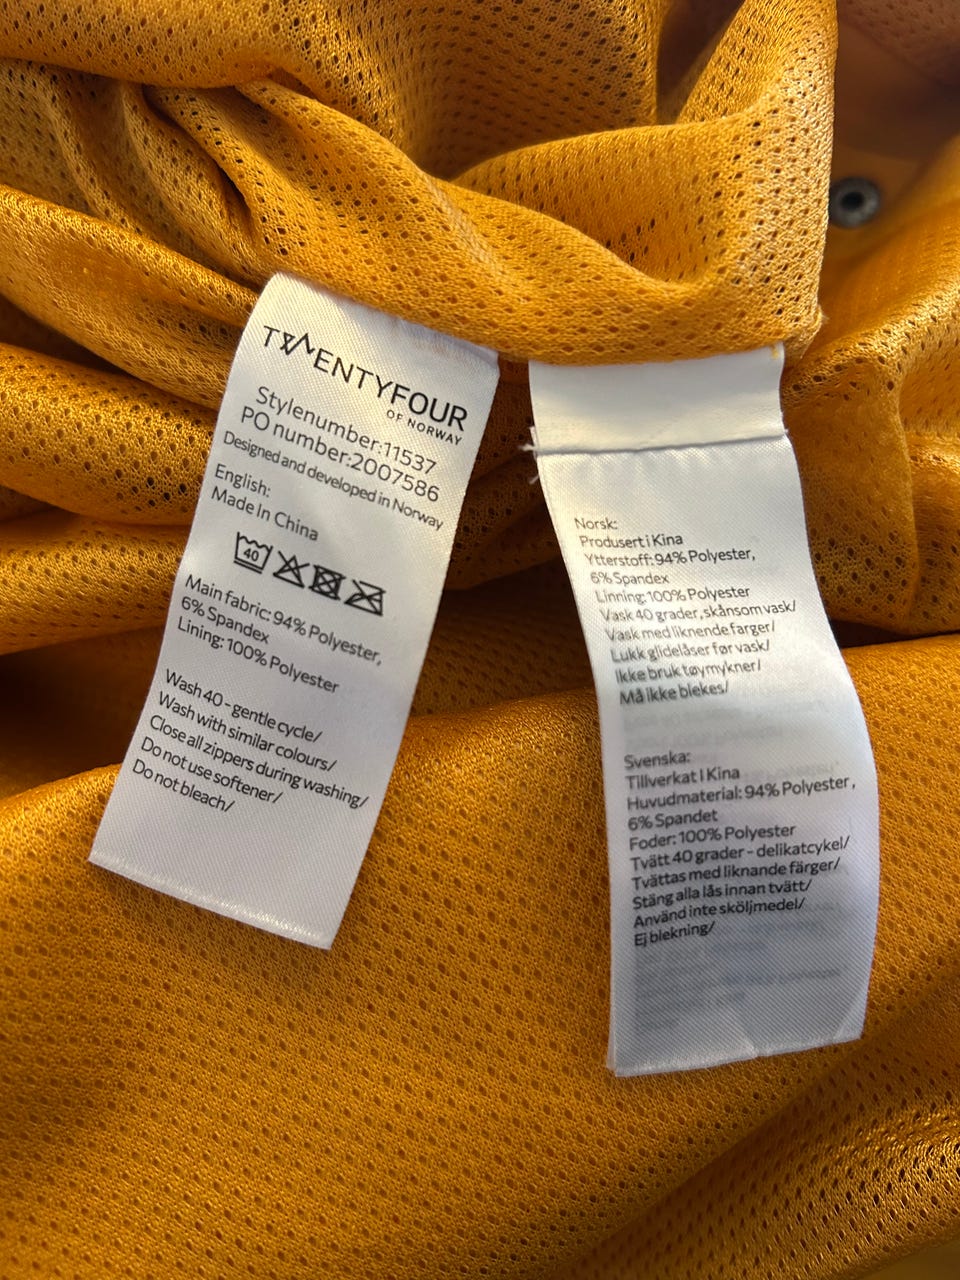 TWENTYFOUR
OF NORWAY
Stylenumber:11537
PO number:2007586
Designed and developed in Norway
English:
Made In China
40
Main fabric: 94% Polyester,
6% Spandex
Lining: 100% Polyester
Wash 40 - gentle cycle/
Wash with similar colours/
Close all zippers during washing/
Do not use softener/
Do not bleach/
Norsk:
Produsert i Kina
Ytterstoff: 94% Polyester,
6% Spandex
Linning: 100% Polyester
Vask 40 grader, skånsom vask/
Vask med liknende farger/
Lukk glidelåser før vask/
Ikke bruk tøymykner/
Må ikke blekes/
Svenska:
Tillverkat I Kina
Huvudmaterial: 94% Polyester,
6% Spandet
Foder: 100% Polyester
Tvätt 40 grader - delikatcykel/
Tvättas med liknande färger/
Stäng alla lås innan tvätt/
Använd inte sköljmedel/
Ej blekning/